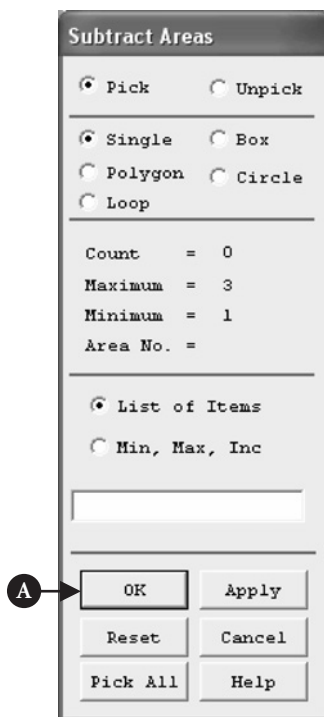 Subtract Areas
Pick Unpick
Single Box
Polygon Circle
Loop
Count = 0
Maximum = 3
Minimum = 1
Area No. =
List of Items
Min, Max, Inc
A OK Apply
Reset Cancel
Pick All Help